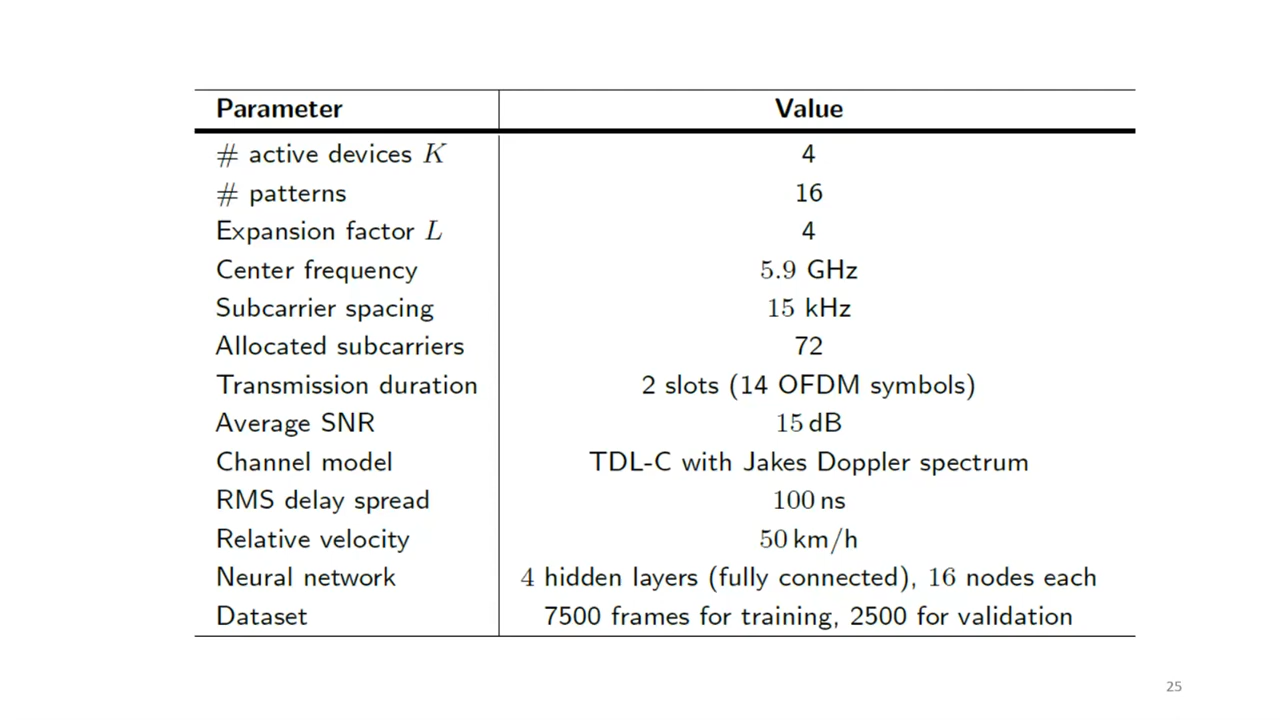 Parameter Value
# active devices K 4
# patterns 16
Expansion factor L 4
Center frequency 5.9 GHz
Subcarrier spacing 15 kHz
Allocated subcarriers 72
Transmission duration 2 slots (14 OFDM symbols)
Average SNR 15 dB
Channel model TDL-C with Jakes Doppler spectrum
RMS delay spread 100 ns
Relative velocity 50 km/h
Neural network 4 hidden layers (fully connected), 16 nodes each
Dataset 7500 frames for training, 2500 for validation
25